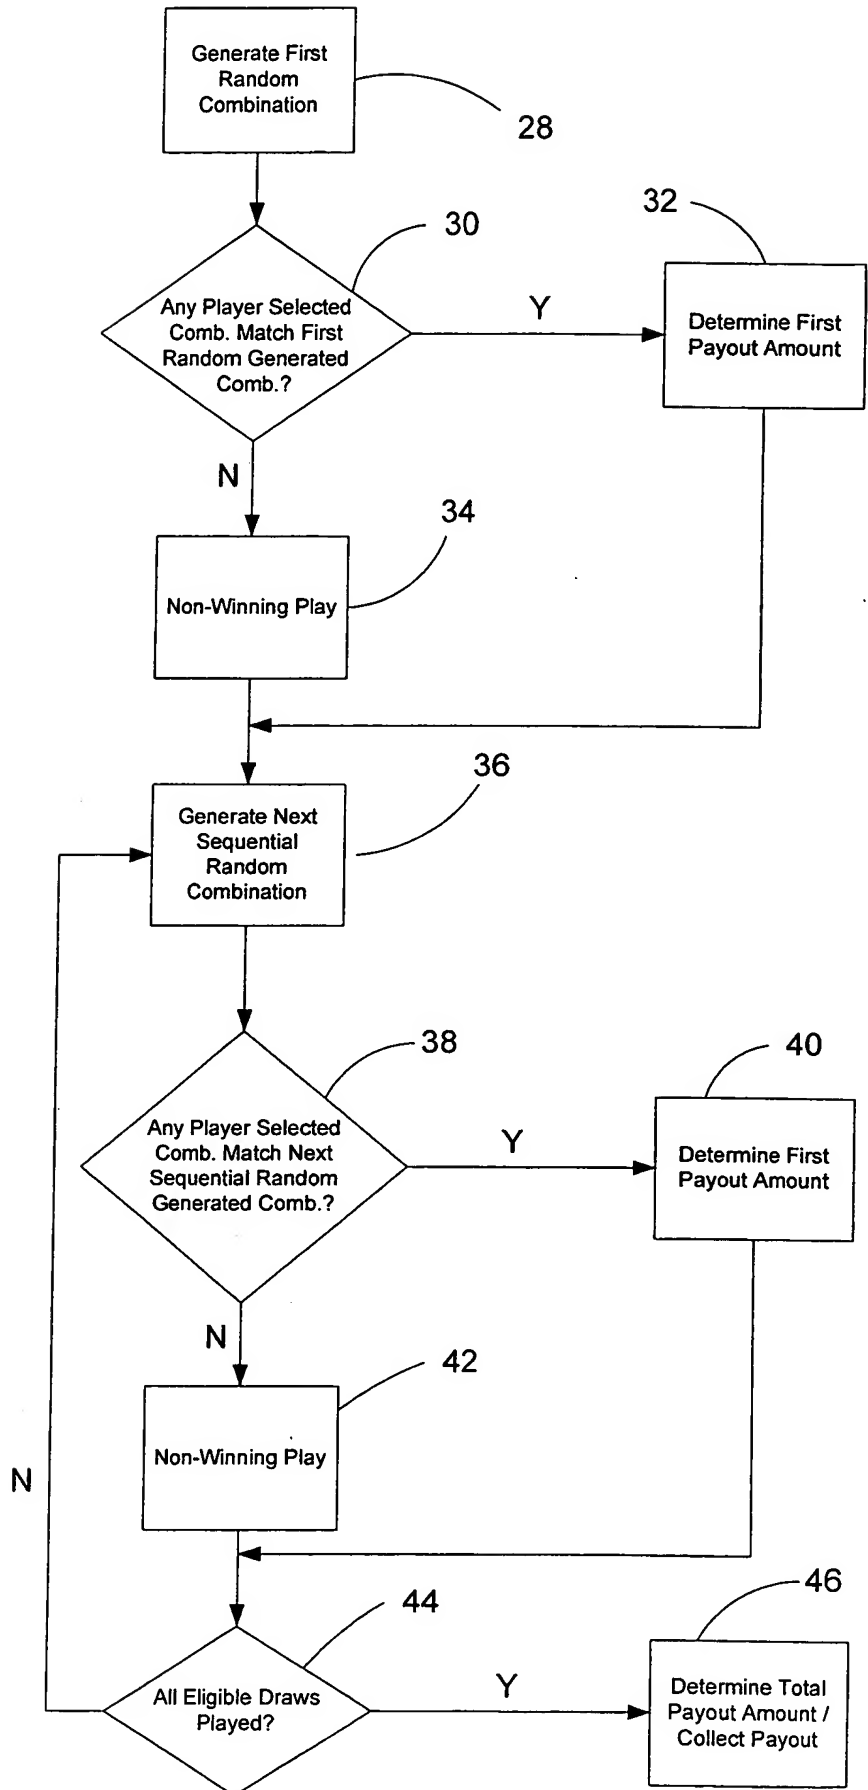 Generate First
Random
Combination
28
30
32
Any Player Selected
Comb. Match First
Random Generated
Comb.?
Y
Determine First
Payout Amount
N
34
Non-Winning Play
36
Generate Next
Sequential
Random
Combination
38
40
Any Player Selected
Comb. Match Next
Sequential Random
Generated Comb.?
Y
Determine First
Payout Amount
N
42
Non-Winning Play
N
44
46
All Eligible Draws
Played?
Y
Determine Total
Payout Amount /
Collect Payout